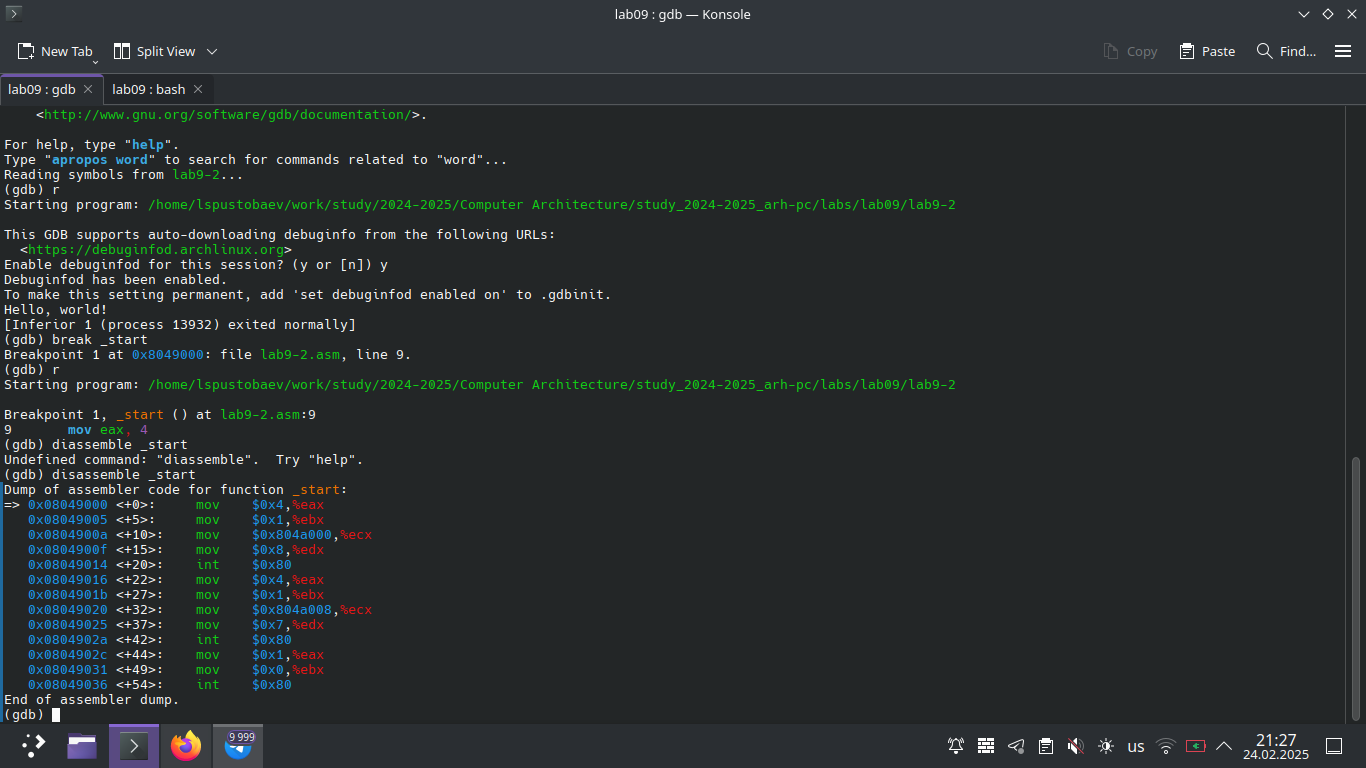 lab09 : gdb — Konsole
New Tab
Split View
Copy
Paste
Find...
lab09 : gdb
lab09 : bash
<http://www.gnu.org/software/gdb/documentation/>.
For help, type "help".
Type "apropos word" to search for commands related to "word"...
Reading symbols from lab9-2...
(gdb) r
Starting program: /home/lspustobaev/work/study/2024-2025/Computer Architecture/study_2024-2025_arh-pc/labs/lab09/lab9-2
This GDB supports auto-downloading debuginfo from the following URLs:
<https://debuginfod.archlinux.org>
Enable debuginfod for this session? (y or [n]) y
Debuginfod has been enabled.
To make this setting permanent, add 'set debuginfod enabled on' to .gdbinit.
Hello, world!
[Inferior 1 (process 13932) exited normally]
(gdb) break _start
Breakpoint 1 at 0x8049000: file lab9-2.asm, line 9.
(gdb) r
Starting program: /home/lspustobaev/work/study/2024-2025/Computer Architecture/study_2024-2025_arh-pc/labs/lab09/lab9-2
Breakpoint 1, _start () at lab9-2.asm:9
9 mov eax, 4
(gdb) diassemble _start
Undefined command: "diassemble". Try "help".
(gdb) disassemble _start
Dump of assembler code for function _start:
=> 0x08049000 <+0>: mov $0x4,%eax
0x08049005 <+5>: mov $0x1,%ebx
0x0804900a <+10>: mov $0x804a000,%ecx
0x0804900f <+15>: mov $0x8,%edx
0x08049014 <+20>: int $0x80
0x08049016 <+22>: mov $0x4,%eax
0x0804901b <+27>: mov $0x1,%ebx
0x08049020 <+32>: mov $0x804a008,%ecx
0x08049025 <+37>: mov $0x7,%edx
0x0804902a <+42>: int $0x80
0x0804902c <+44>: mov $0x1,%eax
0x08049031 <+49>: mov $0x0,%ebx
0x08049036 <+54>: int $0x80
End of assembler dump.
(gdb)
9 999
us
21:27
24.02.2025